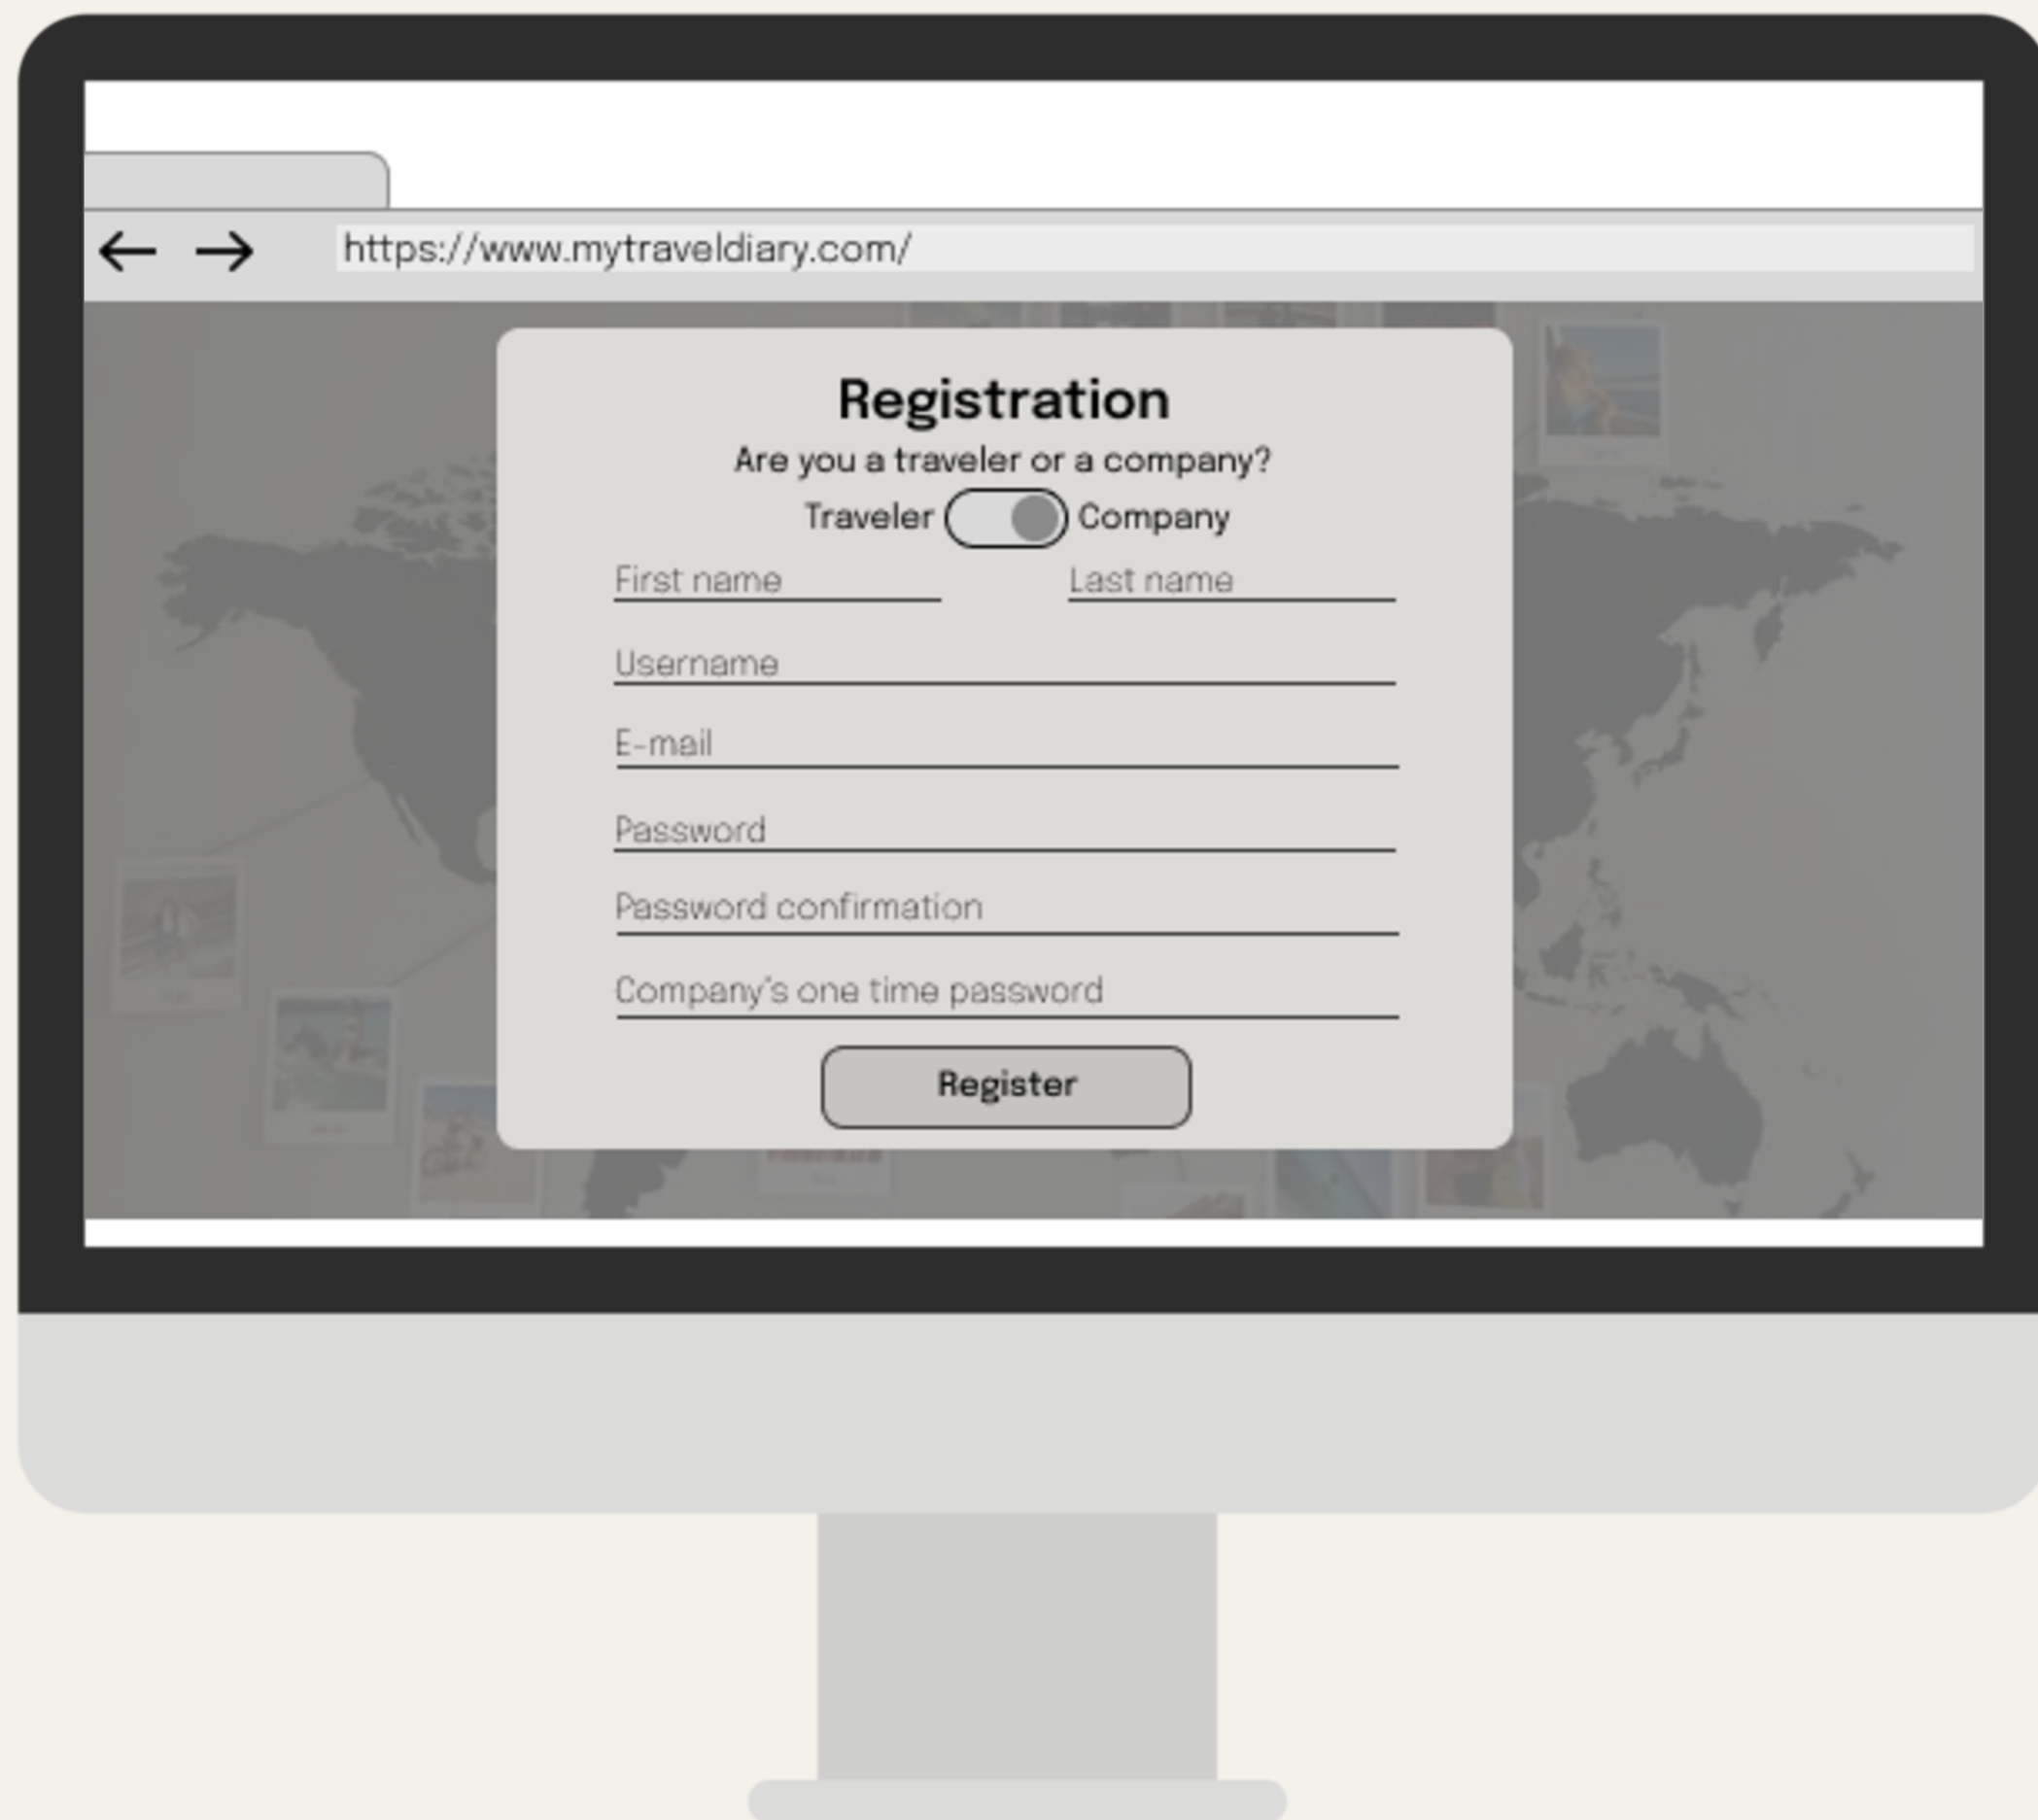 https://www.mytraveldiary.com/
Registration
Are you a traveler or a company?
Traveler Company
First name Last name
Username
E-mail
Password
Password confirmation
Company's one time password
Register